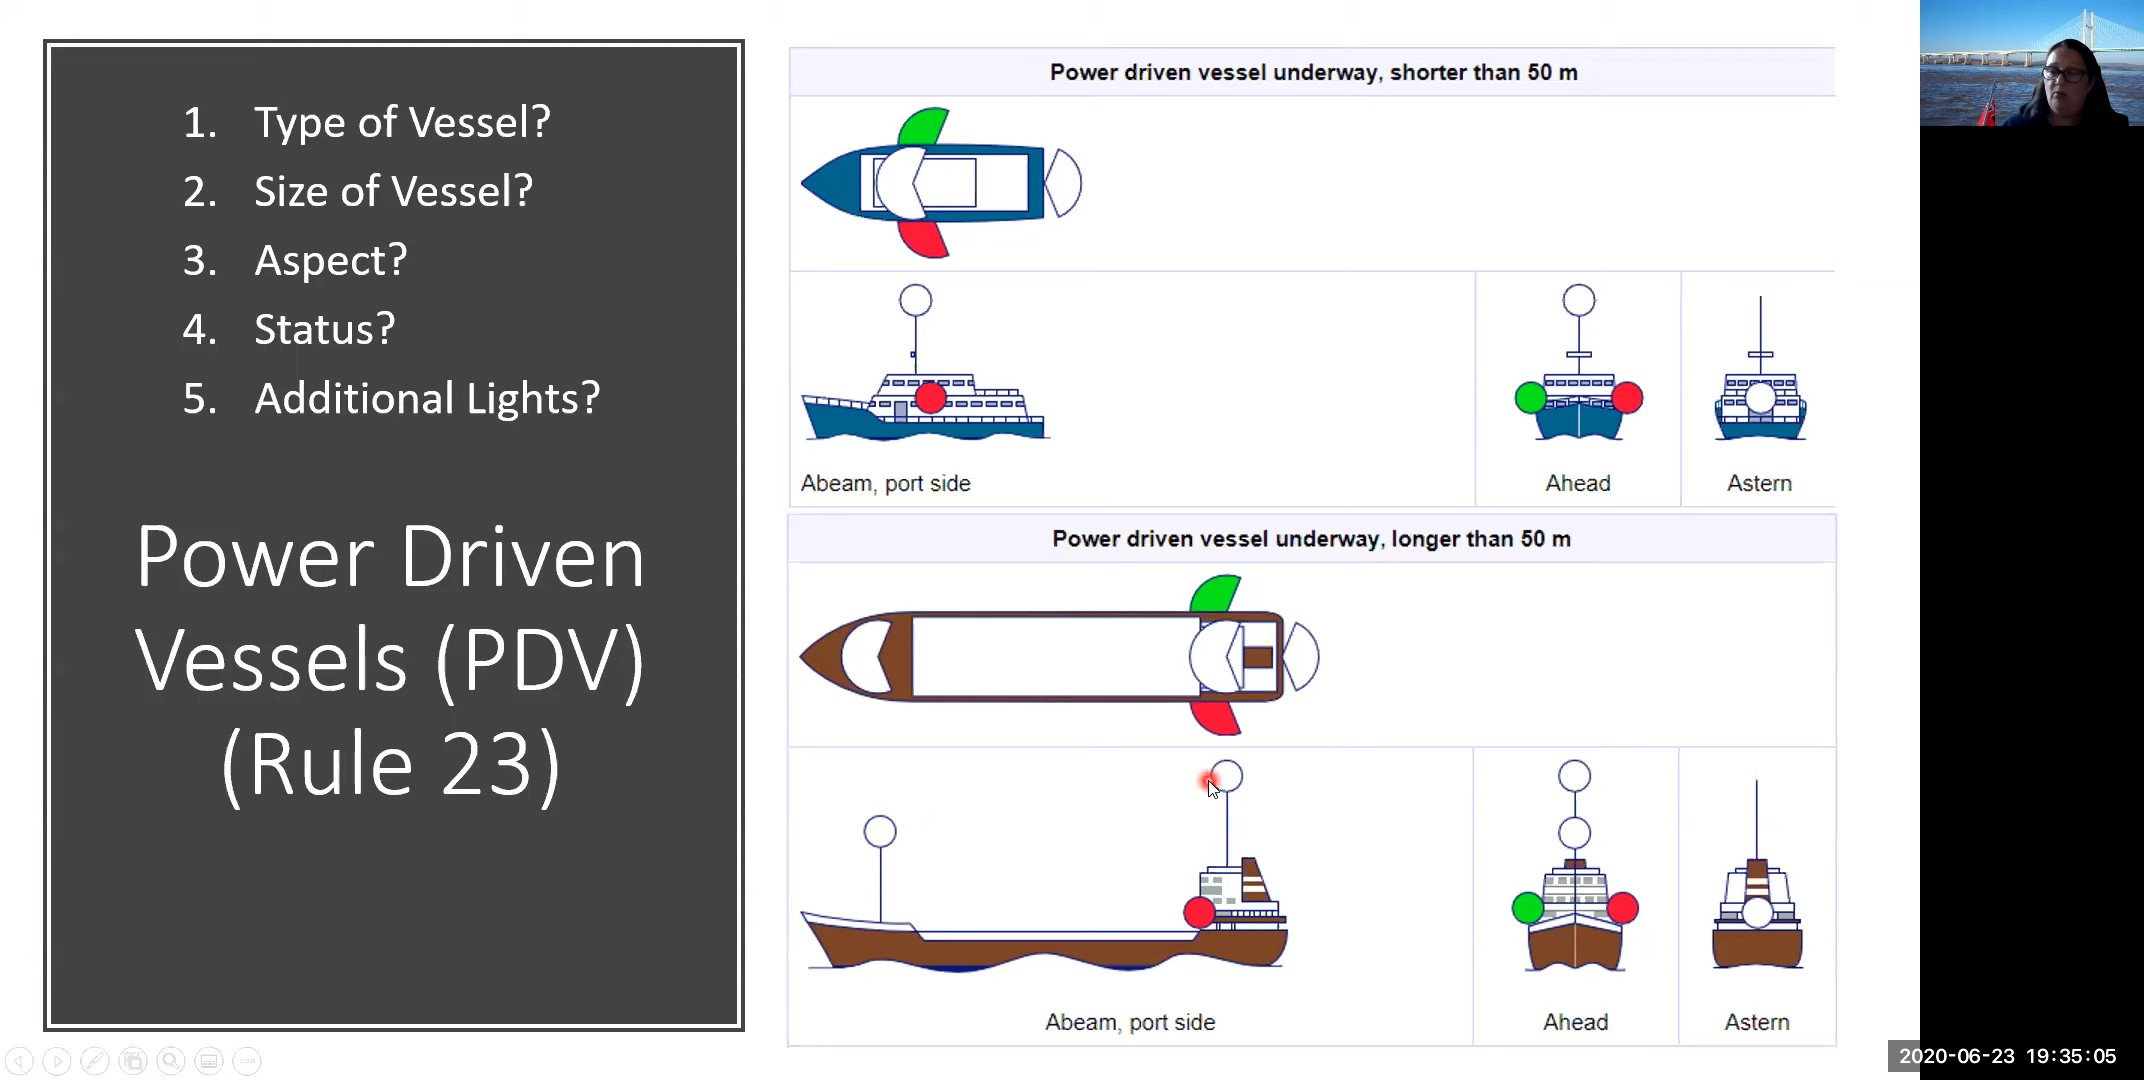 1. Type of Vessel?
2. Size of Vessel?
3. Aspect?
4. Status?
5. Additional Lights?
Power Driven
Vessels (PDV)
(Rule 23)
Power driven vessel underway, shorter than 50 m
Abeam, port side
Ahead
Astern
Power driven vessel underway, longer than 50 m
Abeam, port side
Ahead
Astern
2020-06-23 19:35:05